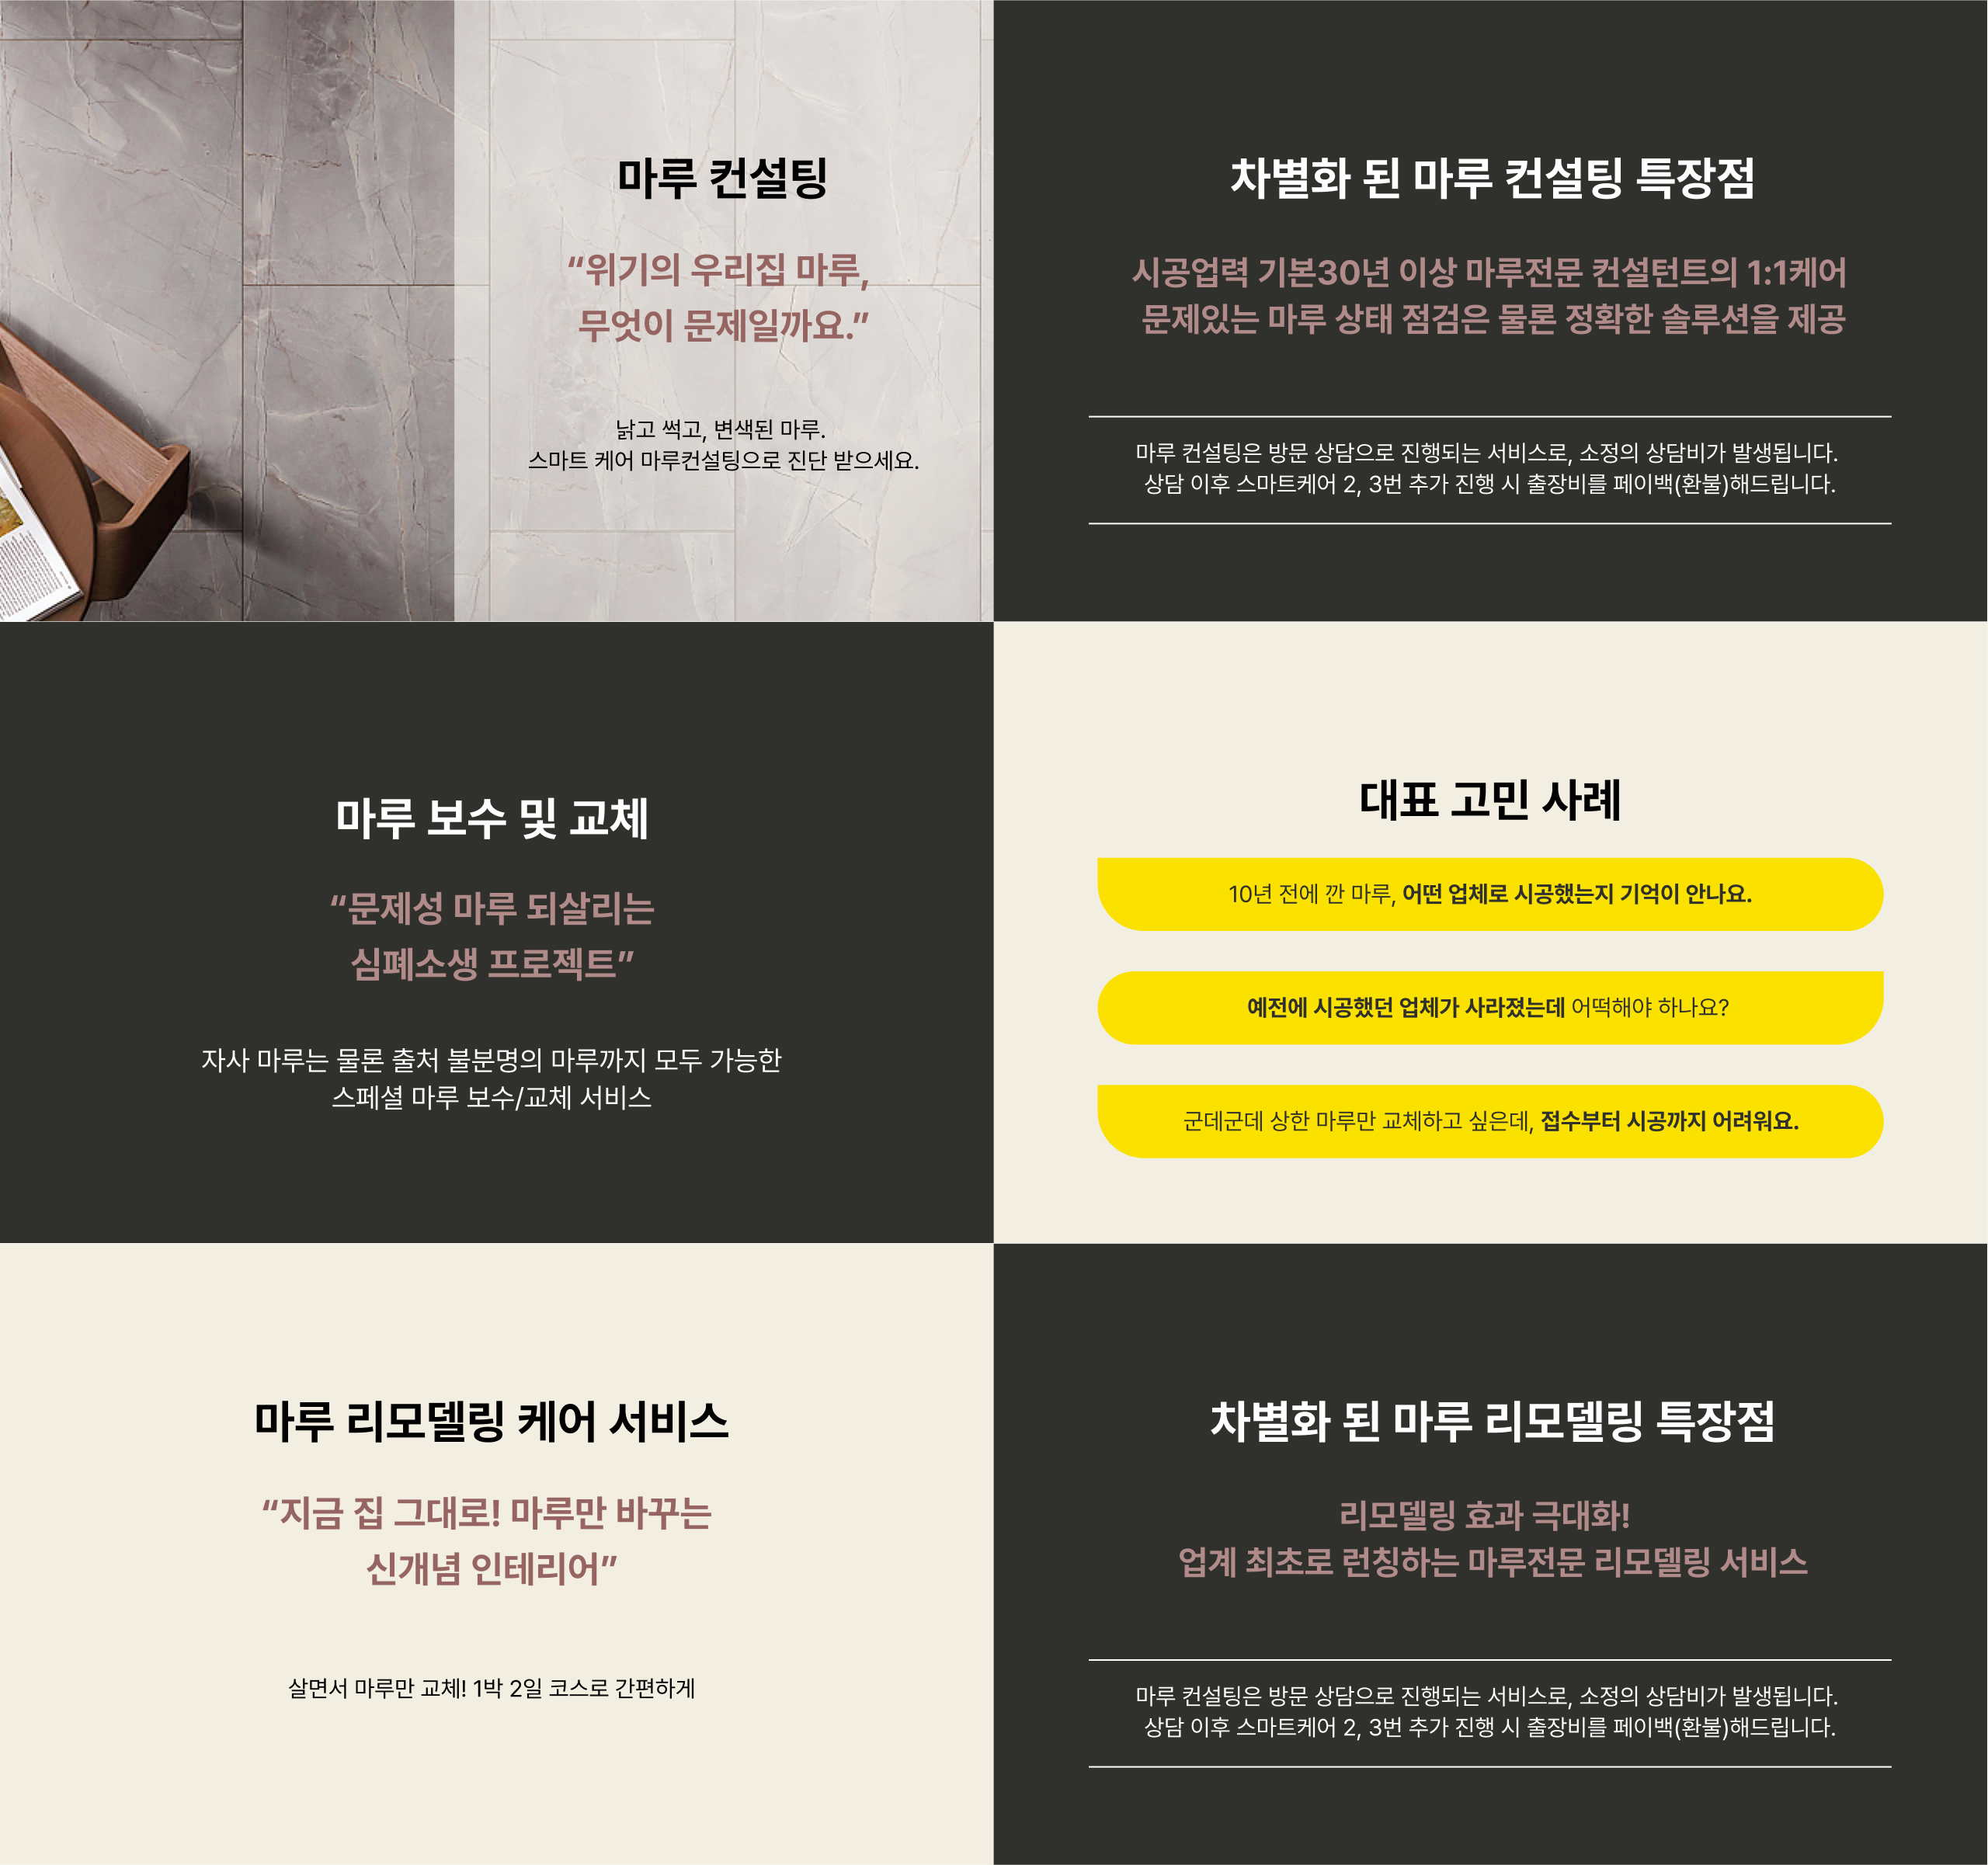 마루 컨설팅
“위기의 우리집 마루,
무엇이 문제일까요.”
낡고 썩고, 변색된 마루.
스마트 케어 마루컨설팅으로 진단 받으세요.
차별화 된 마루 컨설팅 특장점
시공업력 기본30년 이상 마루전문 컨설턴트의 1:1케어
문제있는 마루 상태 점검은 물론 정확한 솔루션을 제공
마루 컨설팅은 방문 상담으로 진행되는 서비스로, 소정의 상담비가 발생됩니다.
상담 이후 스마트케어 2, 3번 추가 진행 시 출장비를 페이백(환불)해드립니다.
마루 보수 및 교체
“문제성 마루 되살리는
심폐소생 프로젝트”
자사 마루는 물론 출처 불분명의 마루까지 모두 가능한
스페셜 마루 보수/교체 서비스
대표 고민 사례
10년 전에 깐 마루, 어떤 업체로 시공했는지 기억이 안나요.
예전에 시공했던 업체가 사라졌는데 어떡해야 하나요?
군데군데 상한 마루만 교체하고 싶은데, 접수부터 시공까지 어려워요.
마루 리모델링 케어 서비스
“지금 집 그대로! 마루만 바꾸는
신개념 인테리어”
살면서 마루만 교체! 1박 2일 코스로 간편하게
차별화 된 마루 리모델링 특장점
리모델링 효과 극대화!
업계 최초로 런칭하는 마루전문 리모델링 서비스
마루 컨설팅은 방문 상담으로 진행되는 서비스로, 소정의 상담비가 발생됩니다.
상담 이후 스마트케어 2, 3번 추가 진행 시 출장비를 페이백(환불)해드립니다.